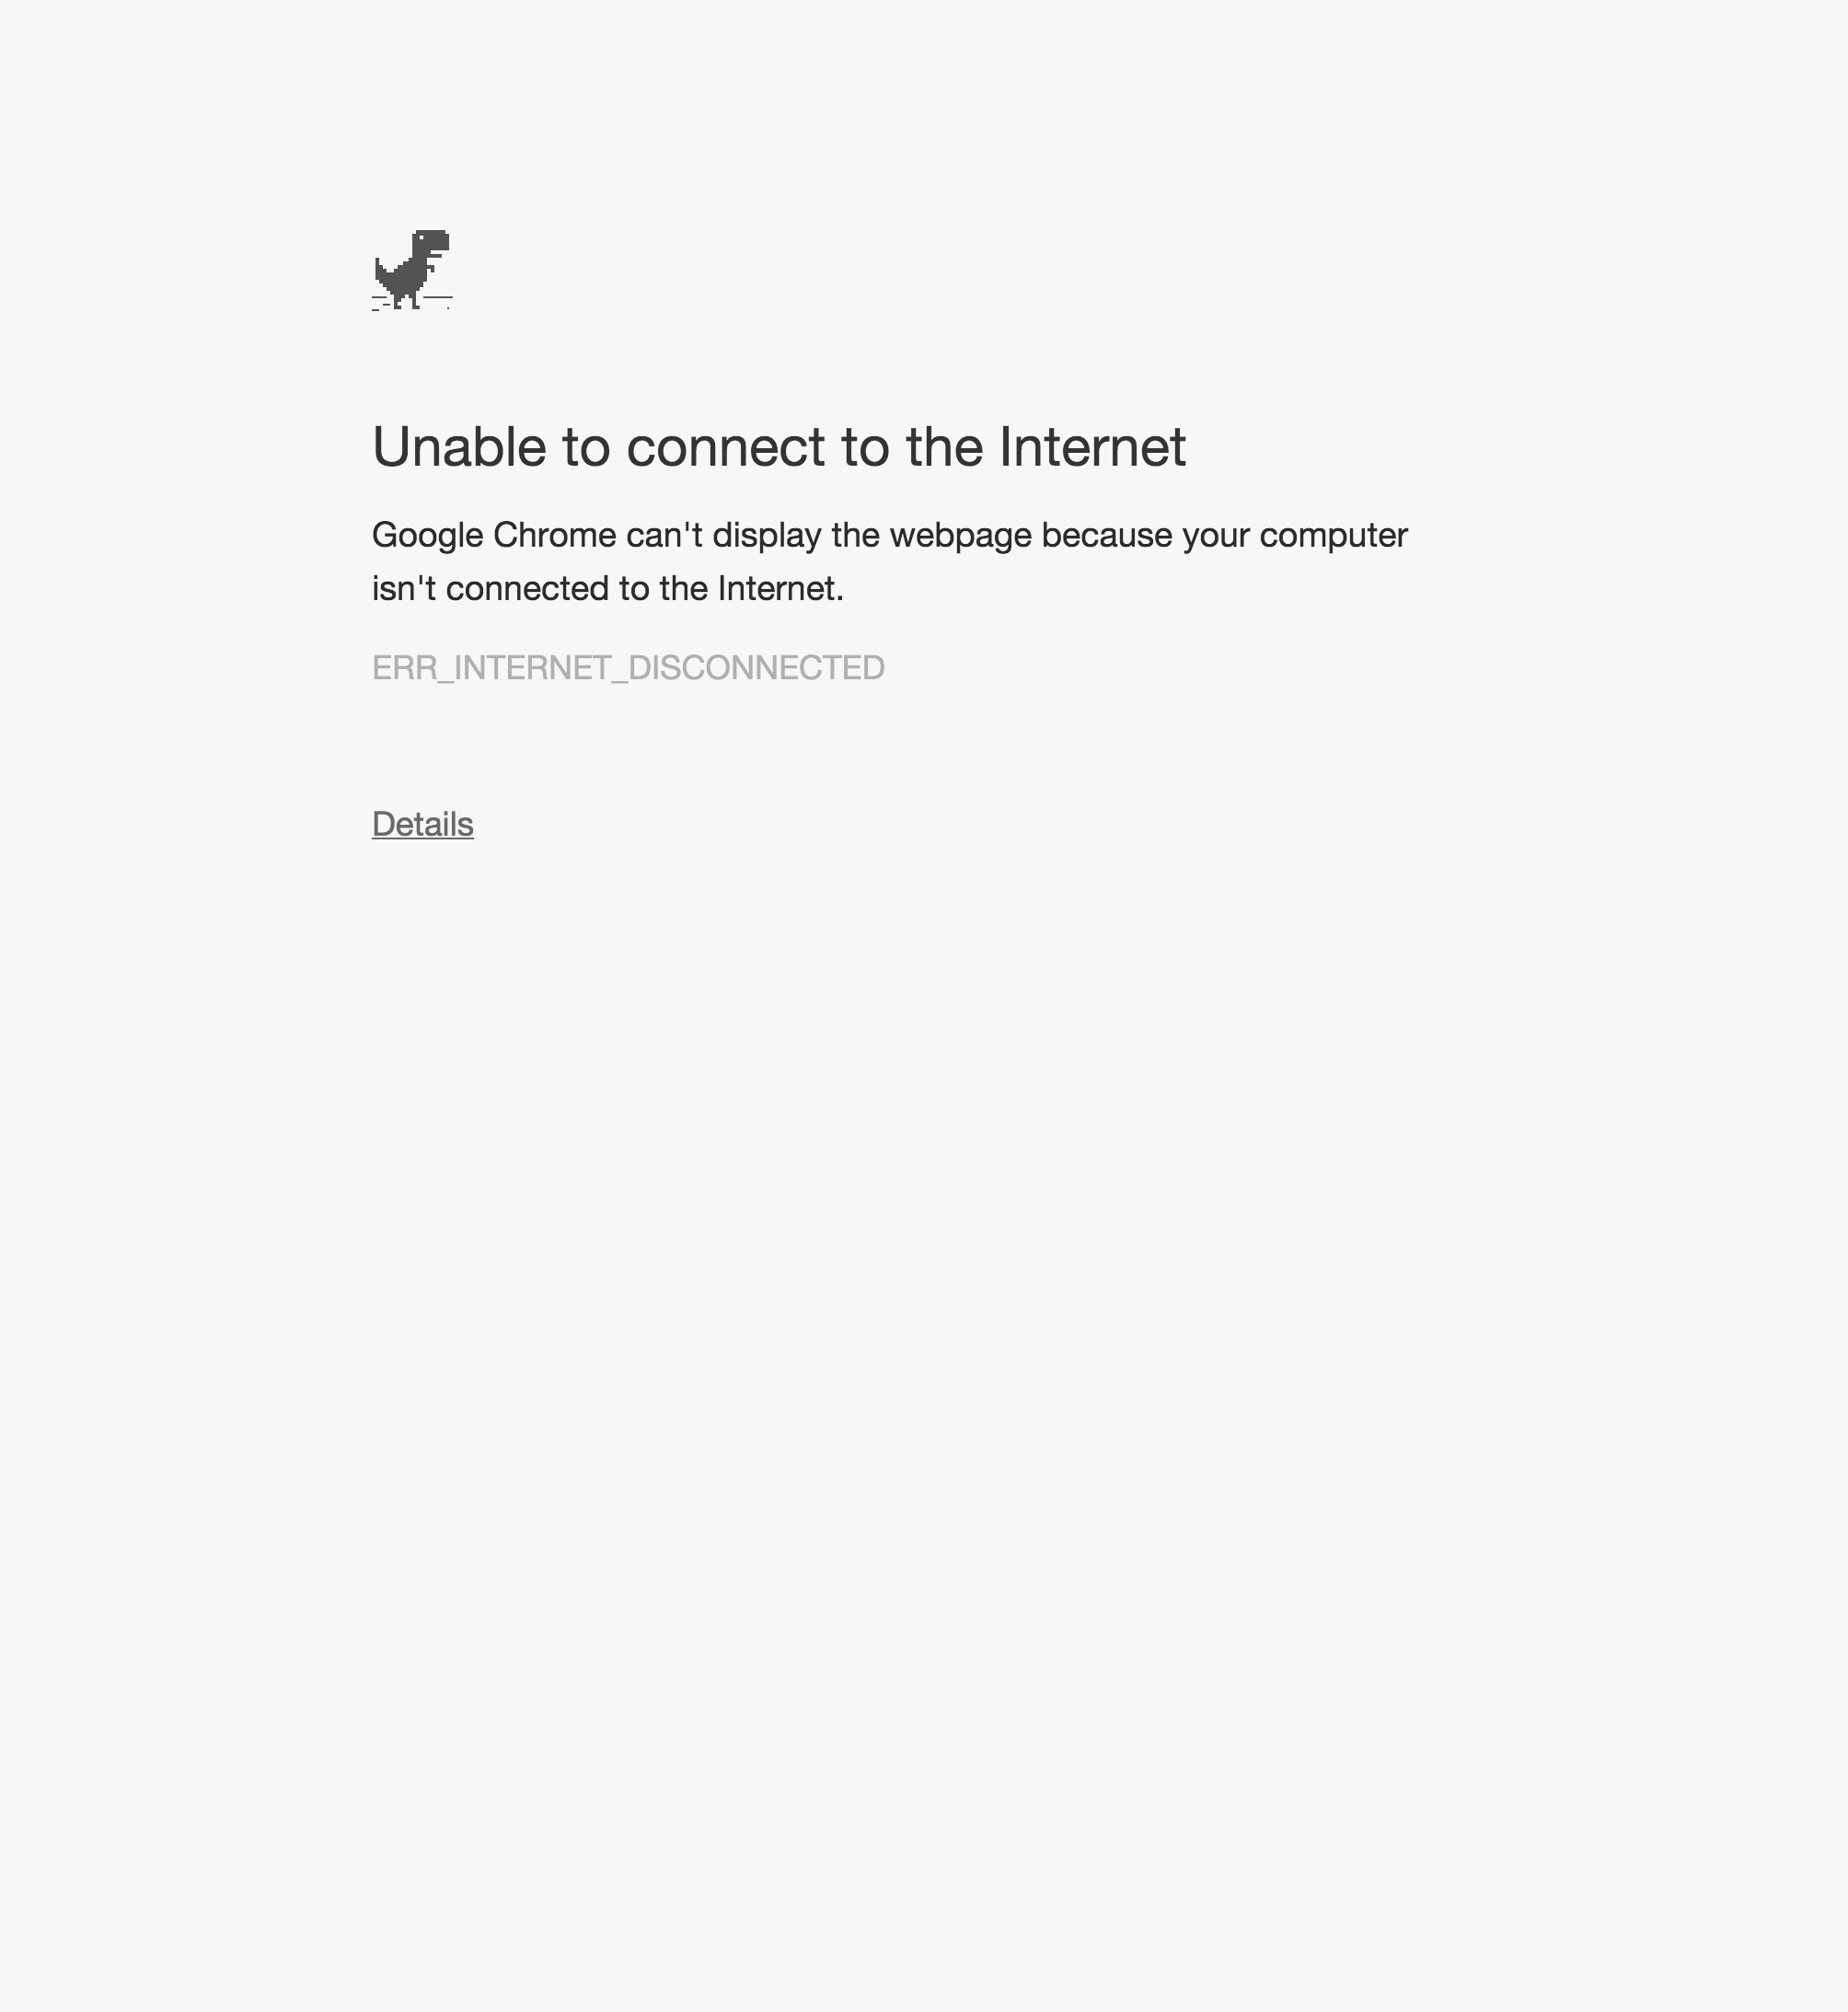 Unable to connect to the Internet
Google Chrome can't display the webpage because your computer
isn't connected to the Internet.
ERR_INTERNET_DISCONNECTED
Details